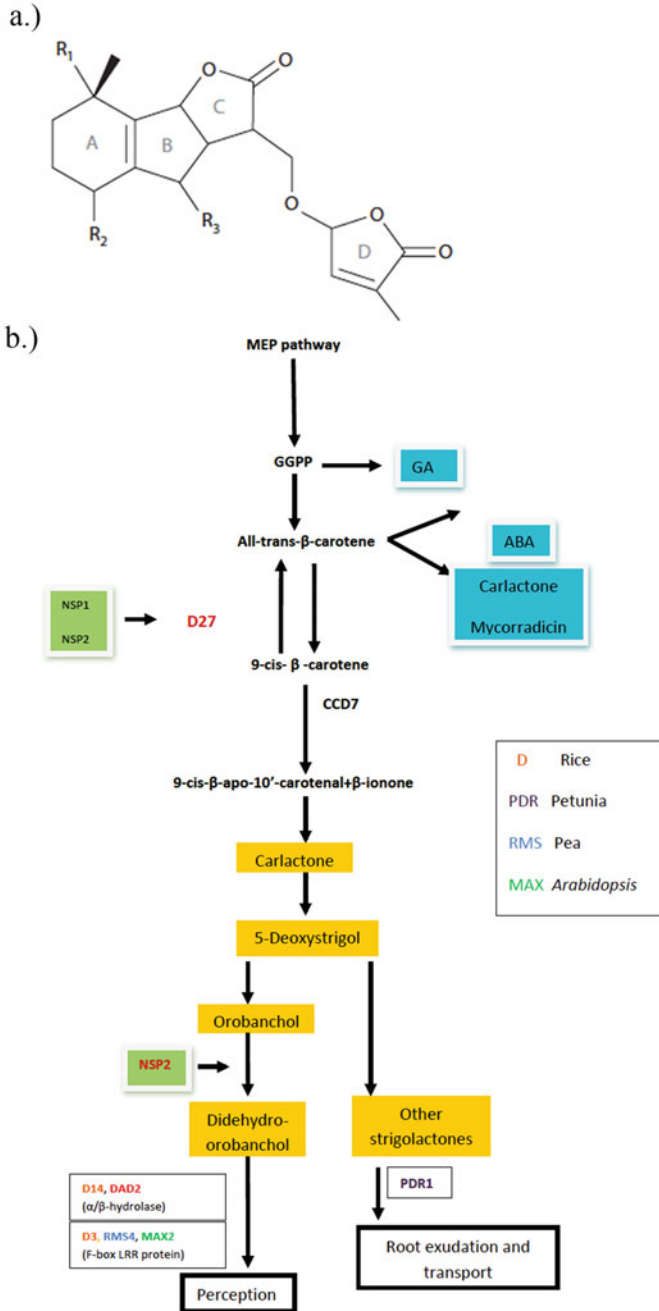 a.)
R1
O
O
A
B
C
R2
R3
O
O
O
D
b.)
MEP pathway
GGPP
GA
All-trans-β-carotene
ABA
Carlactone
Mycorradicin
NSP1
NSP2
D27
9-cis- β -carotene
CCD7
9-cis-β-apo-10'-carotenal+β-ionone
D Rice
PDR Petunia
RMS Pea
MAX Arabidopsis
Carlactone
5-Deoxystrigol
Orobanchol
NSP2
Didehydro-
orobanchol
Other
strigolactones
D14, DAD2
(α/β-hydrolase)
D3, RMS4, MAX2
(F-box LRR protein)
PDR1
Perception
Root exudation and
transport